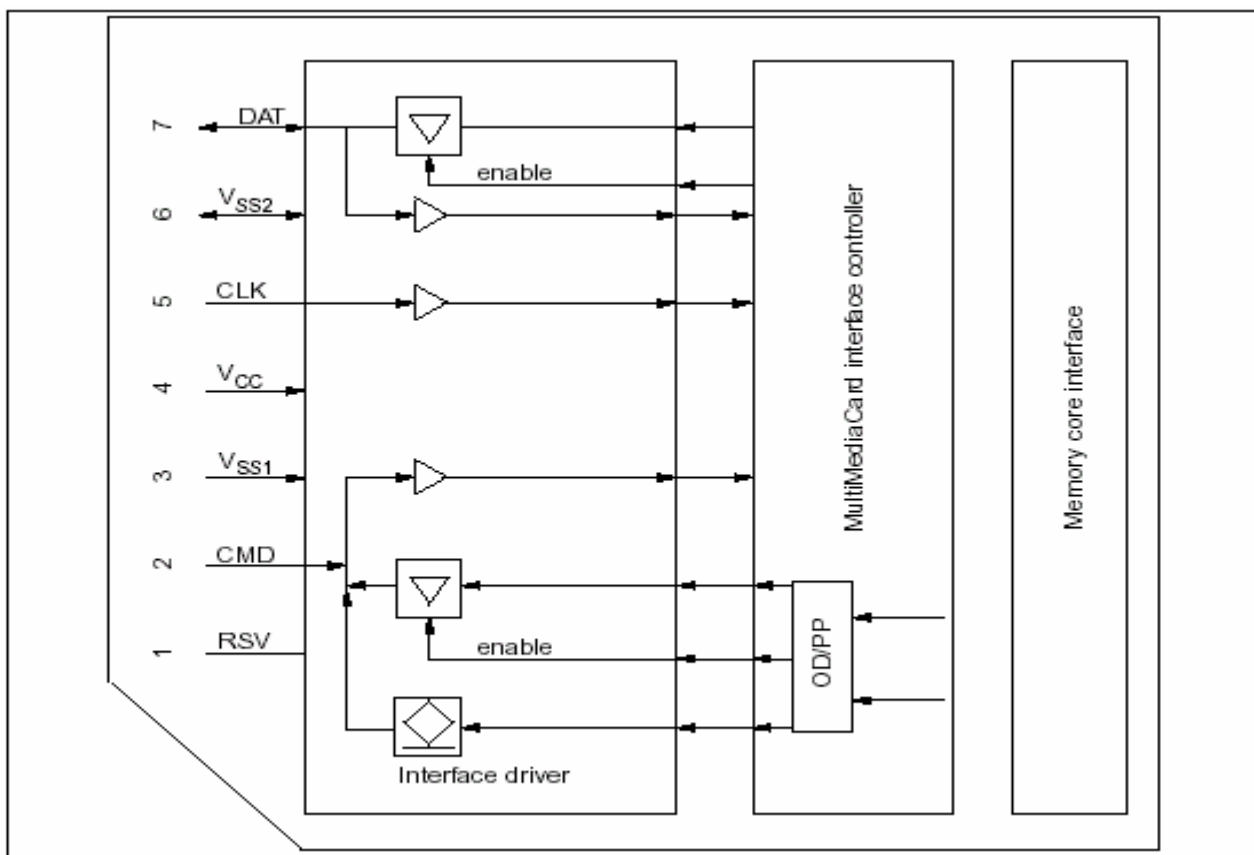 7 DAT
enable
6 VSS2
5 CLK
4 VCC
3 VSS1
2 CMD
1 RSV
enable
Interface driver
OD/PP
MultiMediaCard interface controller
Memory core interface